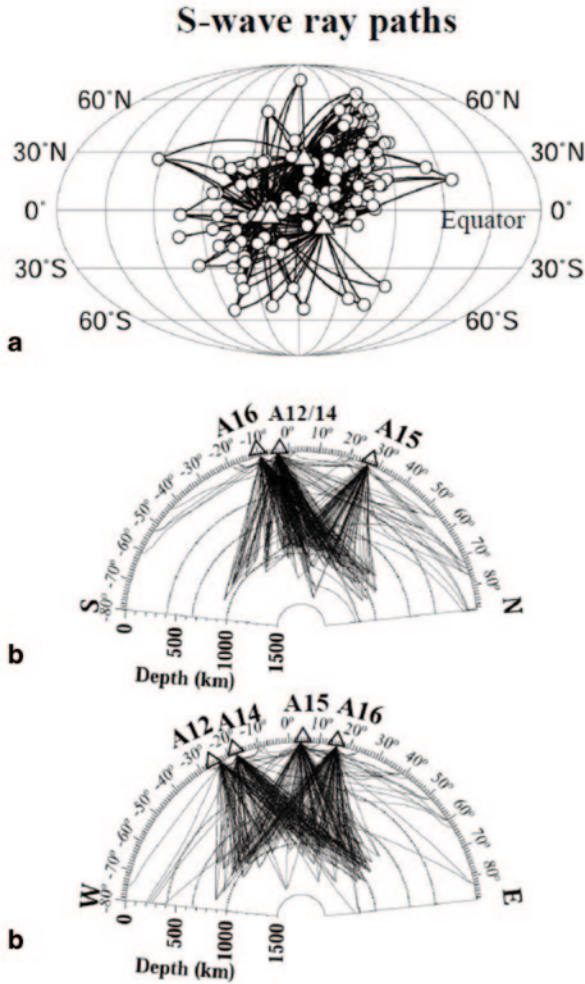 S-wave ray paths
60°N 60°N
30°N 30°N
0° Equator 0°
30°S 30°S
60°S 60°S
a
A16 A12/14 A15
-80° -70° -60° -50° -40° -30° -20° -10° 0° 10° 20° 30° 40° 50° 60° 70° 80°
S N
0 500 1000 1500
Depth (km)
b
A12 A14 A15 A16
-80° -70° -60° -50° -40° -30° -20° -10° 0° 10° 20° 30° 40° 50° 60° 70° 80°
W E
0 500 1000 1500
Depth (km)
b